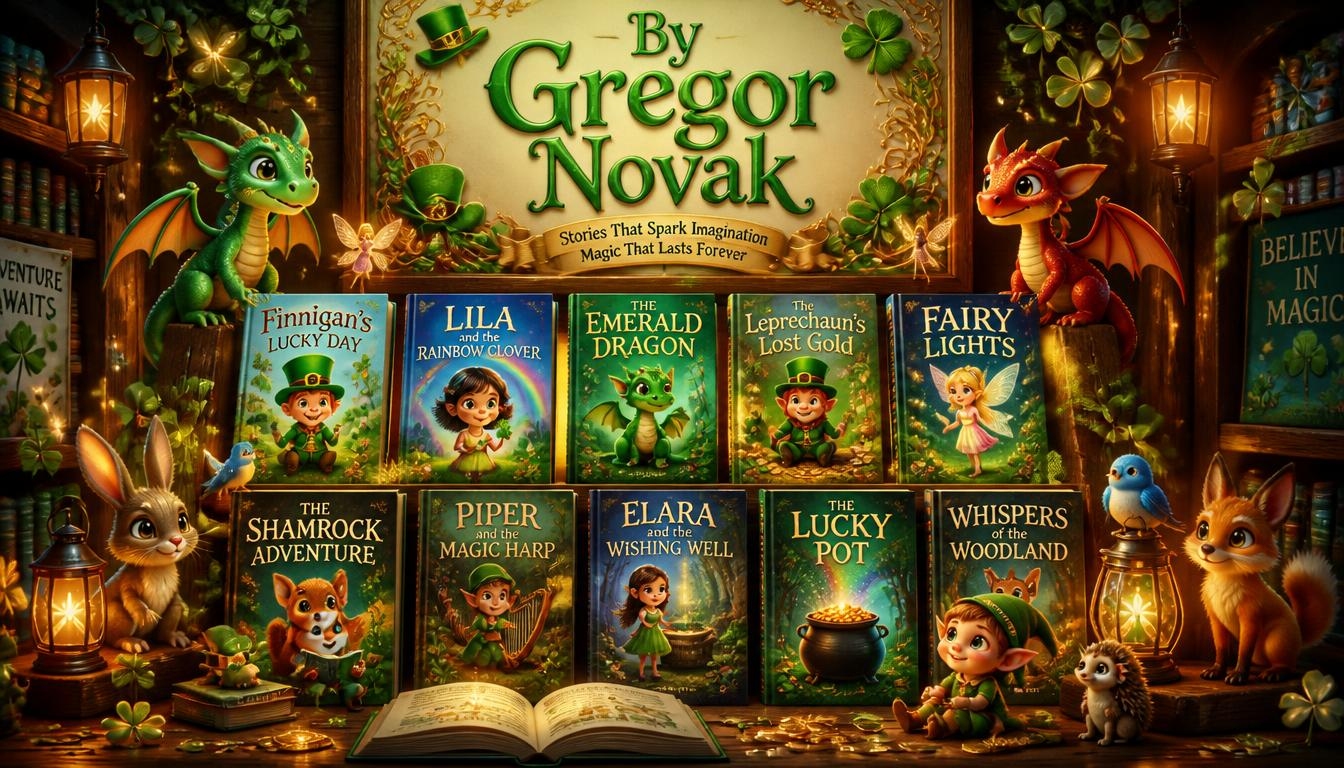 By
Gregor
Novak
Stories That Spark Imagination
Magic That Lasts Forever
VENTURE
WAITS
BELIEVE
IN
MAGIC
Finnigan's
LUCKY DAY
LILA
and the
RAINBOW CLOVER
THE
EMERALD
DRAGON
The
Leprechaun's
Lost Gold
FAIRY
LIGHTS
THE
SHAMROCK
ADVENTURE
PIPER
and the
MAGIC HARP
ELARA
and the
WISHING WELL
THE
LUCKY
POT
WHISPERS
OF THE
WOODLAND